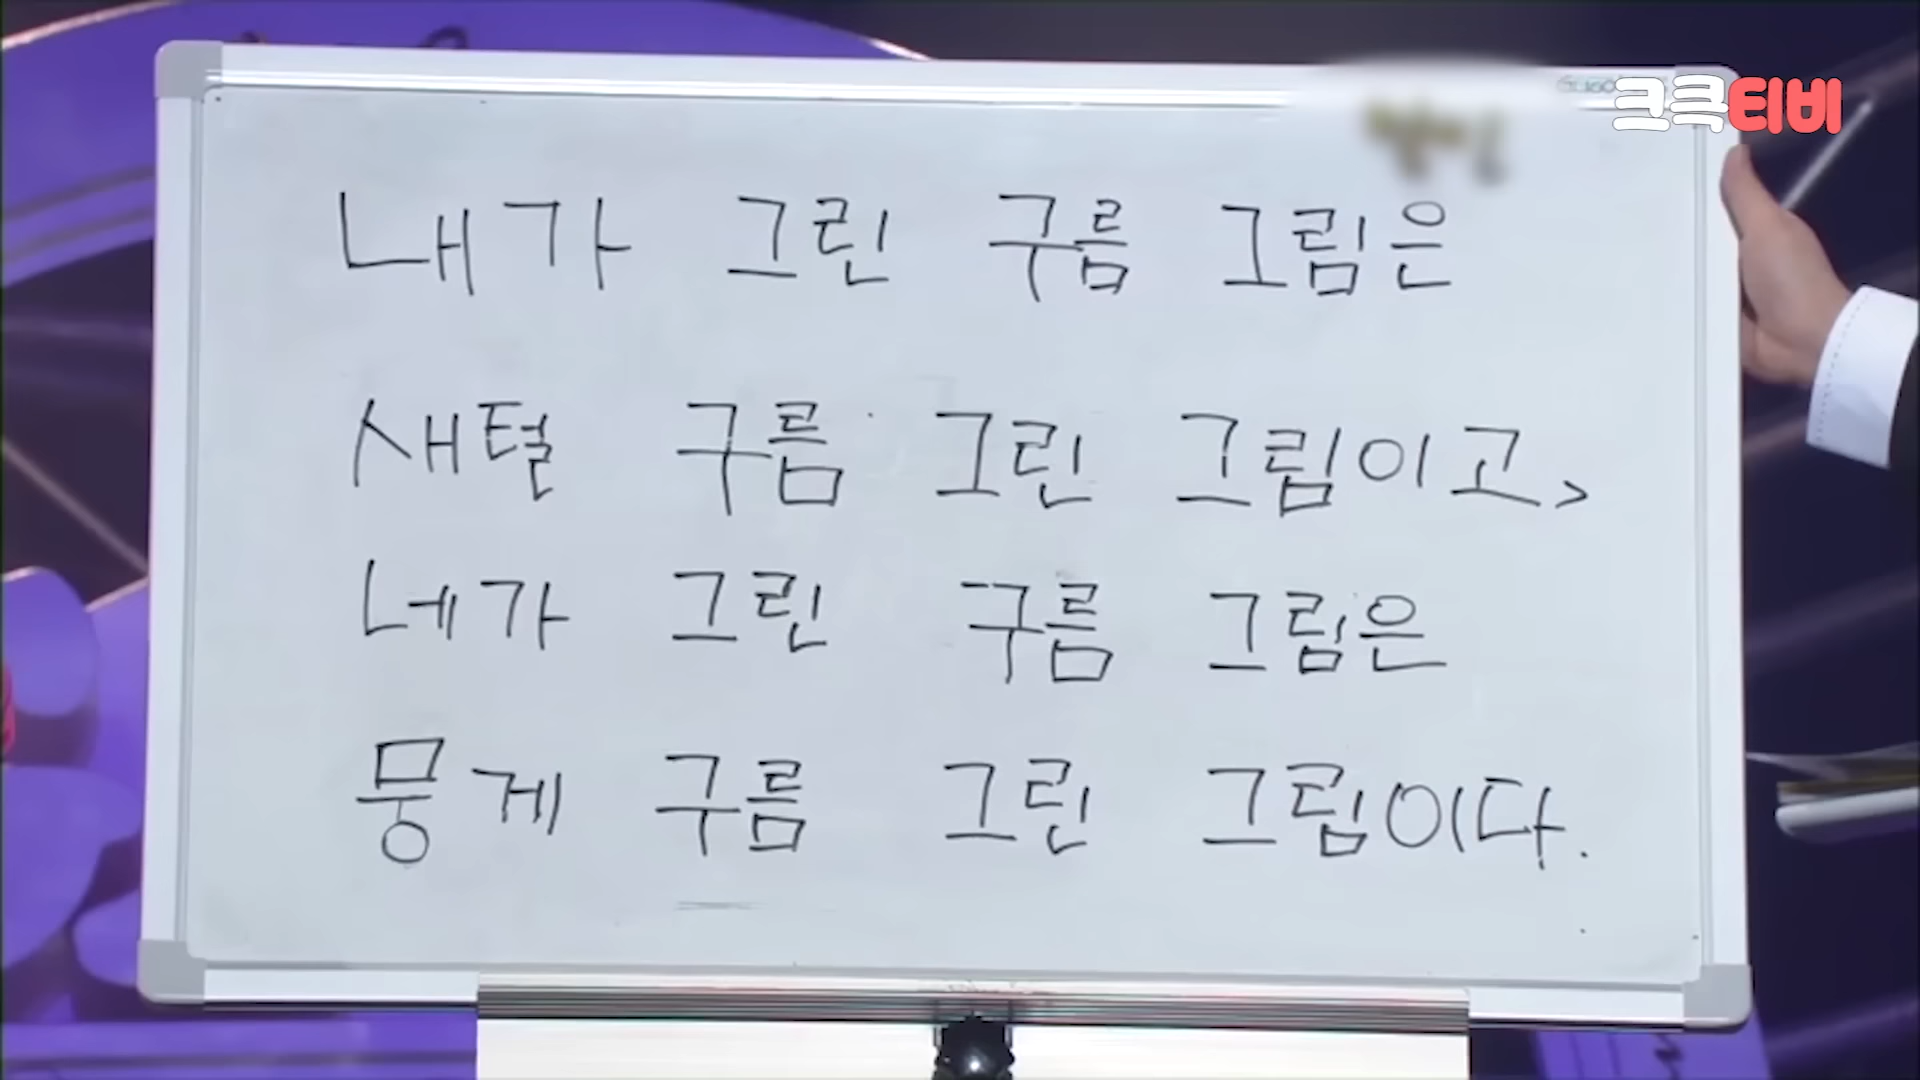 크크티비
내가 그린 구름 그림은
새털 구름 그린 그림이고,
네가 그린 구름 그림은
뭉게 구름 그린 그림이다.